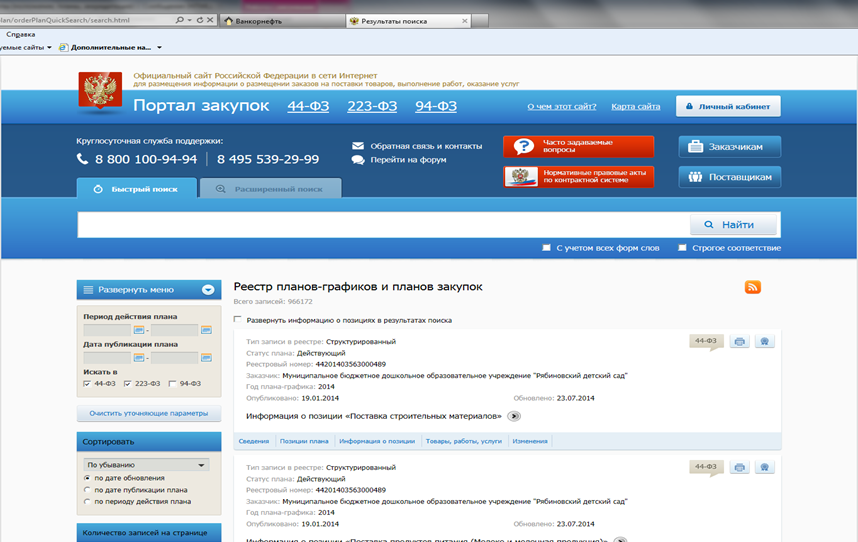 lan/orderPlanQuickSearch/search.html
Ванкорнефть
Результаты поиска
Справка
уемые сайты
Дополнительные на...
Официальный сайт Российской Федерации в сети Интернет
для размещения информации о размещении заказов на поставки товаров, выполнение работ, оказание услуг
Портал закупок 44-ФЗ 223-ФЗ 94-ФЗ
О чем этот сайт? Карта сайта Личный кабинет
Круглосуточная служба поддержки:
8 800 100-94-94 8 495 539-29-99
Обратная связь и контакты
Перейти на форум
Часто задаваемые
вопросы
Нормативные правовые акты
по контрактной системе
Заказчикам
Поставщикам
Быстрый поиск Расширенный поиск
Найти
С учетом всех форм слов Строгое соответствие
Развернуть меню
Период действия плана
Дата публикации плана
Искать в
44-ФЗ 223-ФЗ 94-ФЗ
Очистить уточняющие параметры
Сортировать
По убыванию
по дате обновления
по дате публикации плана
по периоду действия плана
Количество записей на странице
Реестр планов-графиков и планов закупок
Всего записей: 966172
Развернуть информацию о позициях в результатах поиска
Тип записи в реестре: Структурированный
44-ФЗ
Статус плана: Действующий
Реестровый номер: 44201403563000489
Заказчик: Муниципальное бюджетное дошкольное образовательное учреждение "Рябиновский детский сад"
Год плана-графика: 2014
Опубликовано: 19.01.2014 Обновлено: 23.07.2014
Информация о позиции «Поставка строительных материалов»
Сведения Позиции плана Информация о позиции Товары, работы, услуги Изменения
Тип записи в реестре: Структурированный
44-ФЗ
Статус плана: Действующий
Реестровый номер: 44201403563000489
Заказчик: Муниципальное бюджетное дошкольное образовательное учреждение "Рябиновский детский сад"
Год плана-графика: 2014
Опубликовано: 19.01.2014 Обновлено: 23.07.2014
Информация о позиции «Поставка продуктов питания (Молоко и молочная продукция)»